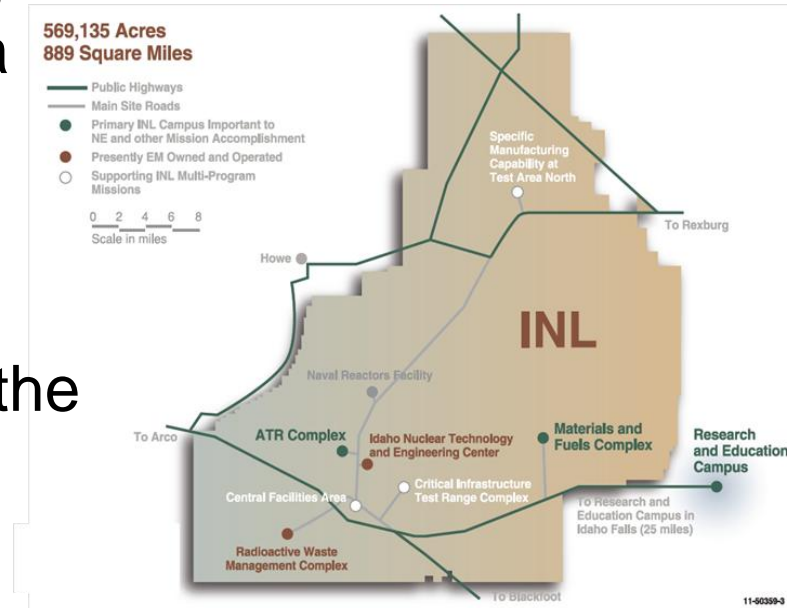 a
the
569,135 Acres
889 Square Miles
Public Highways
Main Site Roads
Primary INL Campus Important to
NE and other Mission Accomplishment
Presently EM Owned and Operated
Supporting INL Multi-Program
Missions
0 2 4 6 8
Scale in miles
Specific
Manufacturing
Capability at
Test Area North
To Rexburg
Howe
INL
Naval Reactors Facility
To Arco
ATR Complex
Idaho Nuclear Technology
and Engineering Center
Materials and
Fuels Complex
Research
and Education
Campus
Central Facilities Area
Critical Infrastructure
Test Range Complex
To Research and
Education Campus in
Idaho Falls (25 miles)
Radioactive Waste
Management Complex
To Blackfoot
11-50359-3